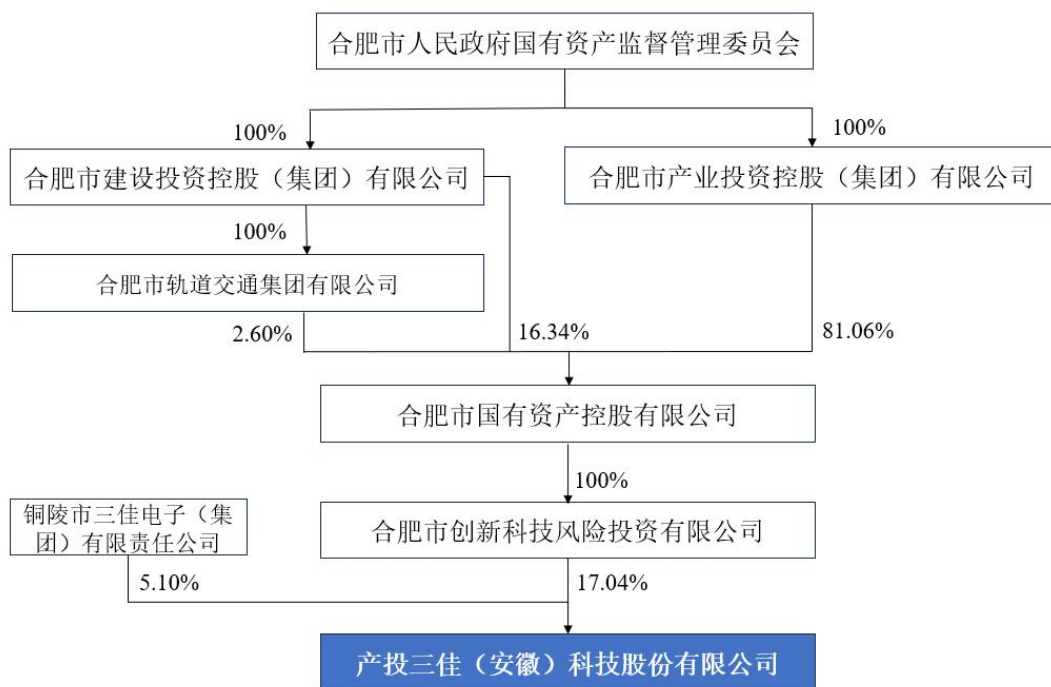 合肥市人民政府国有资产监督管理委员会
100%
100%
合肥市建设投资控股（集团）有限公司
合肥市产业投资控股（集团）有限公司
100%
合肥市轨道交通集团有限公司
2.60%
16.34%
81.06%
合肥市国有资产控股有限公司
100%
铜陵市三佳电子（集
团）有限责任公司
合肥市创新科技风险投资有限公司
5.10%
17.04%
产投三佳（安徽）科技股份有限公司